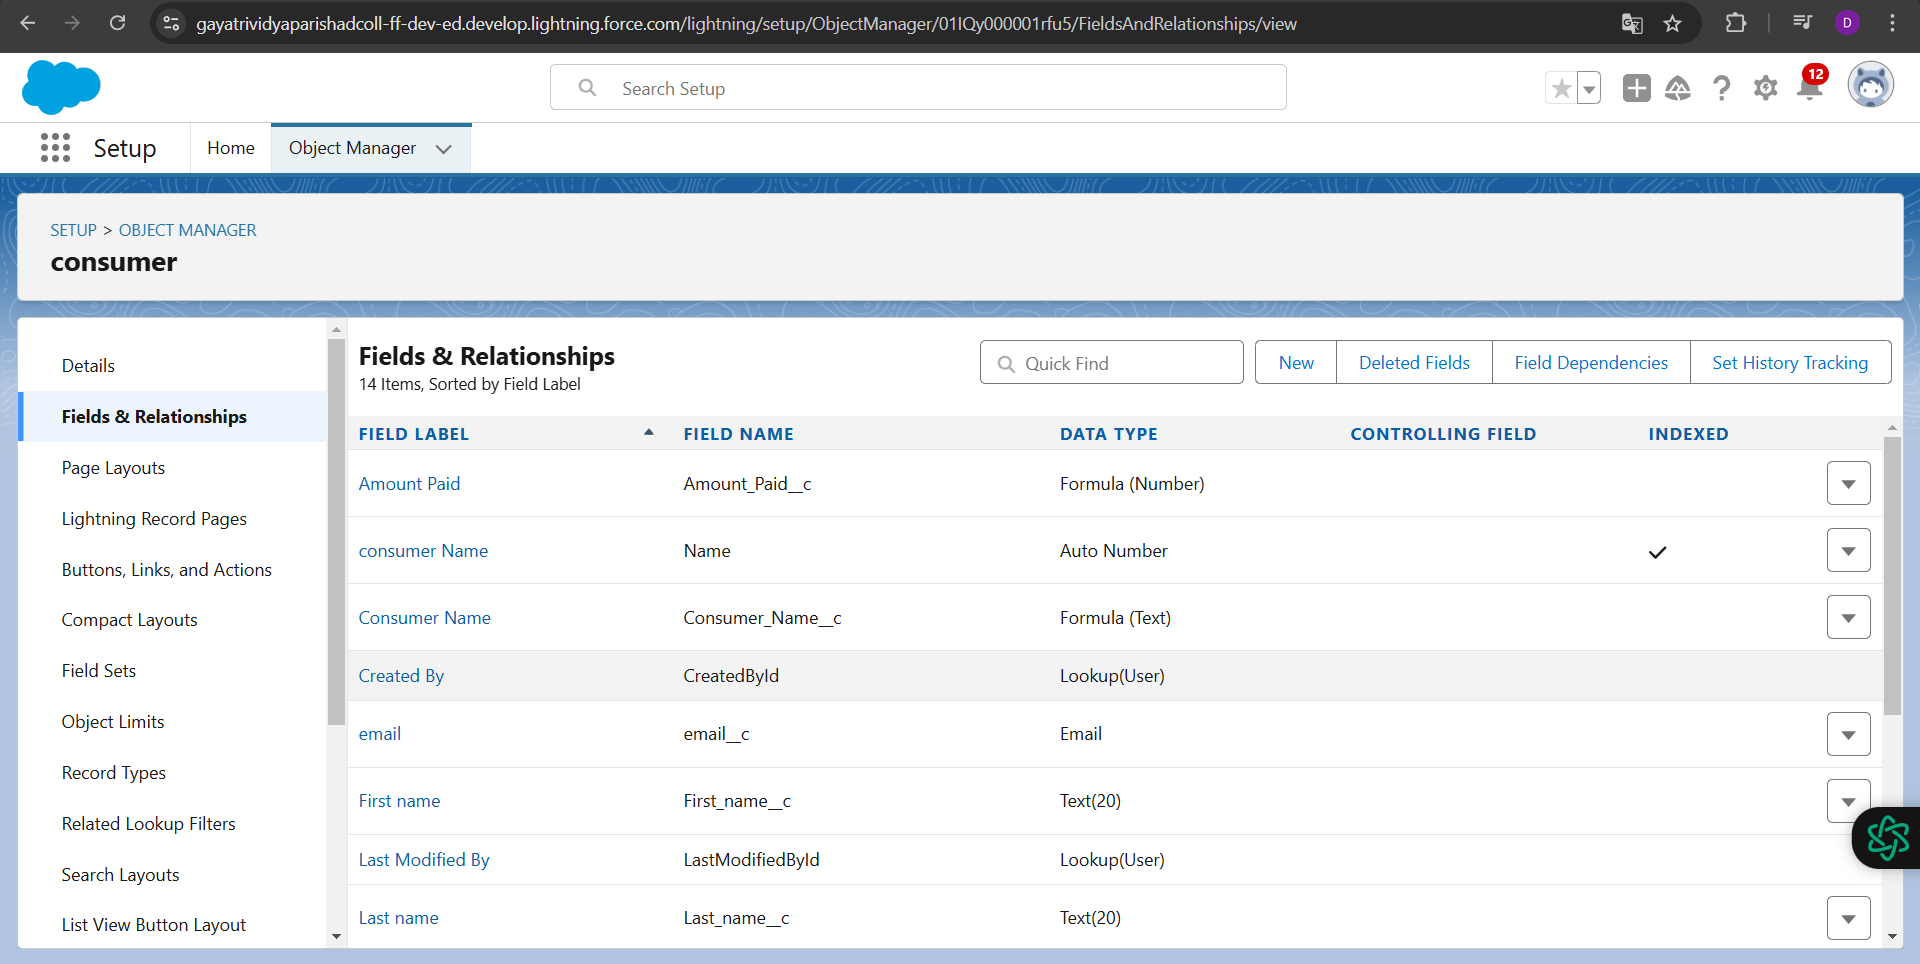 gayatrividyaparishadcoll-ff-dev-ed.develop.lightning.force.com/lightning/setup/ObjectManager/01IQy000001rfu5/FieldsAndRelationships/view
D
Search Setup
12
Setup
Home
Object Manager
SETUP > OBJECT MANAGER
consumer
Details
Fields & Relationships
Page Layouts
Lightning Record Pages
Buttons, Links, and Actions
Compact Layouts
Field Sets
Object Limits
Record Types
Related Lookup Filters
Search Layouts
List View Button Layout
Fields & Relationships
14 Items, Sorted by Field Label
Quick Find
New
Deleted Fields
Field Dependencies
Set History Tracking
FIELD LABEL FIELD NAME DATA TYPE CONTROLLING FIELD INDEXED
Amount Paid Amount_Paid__c Formula (Number)
consumer Name Name Auto Number
Consumer Name Consumer_Name__c Formula (Text)
Created By CreatedById Lookup(User)
email email__c Email
First name First_name__c Text(20)
Last Modified By LastModifiedById Lookup(User)
Last name Last_name__c Text(20)